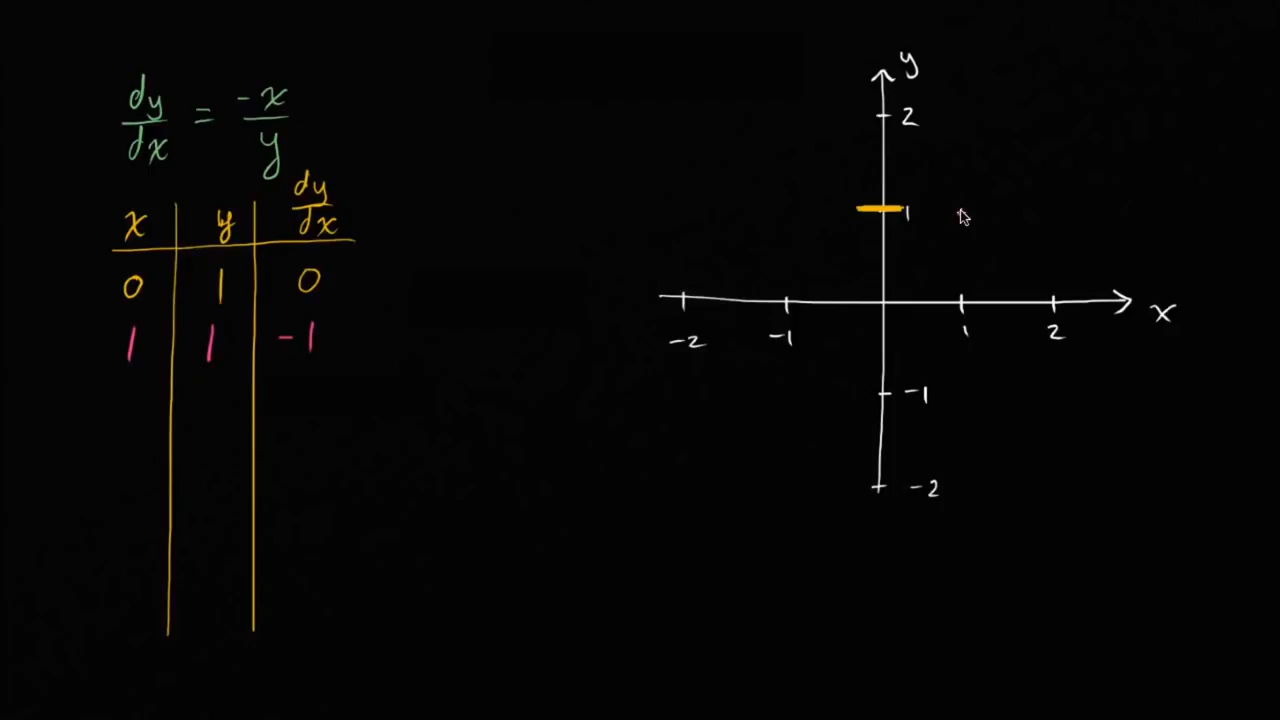 dy/dx = -x/y
x y dy/dx
0 1 0
1 1 -1
y
2
1
-2 -1 1 2 x
-1
-2